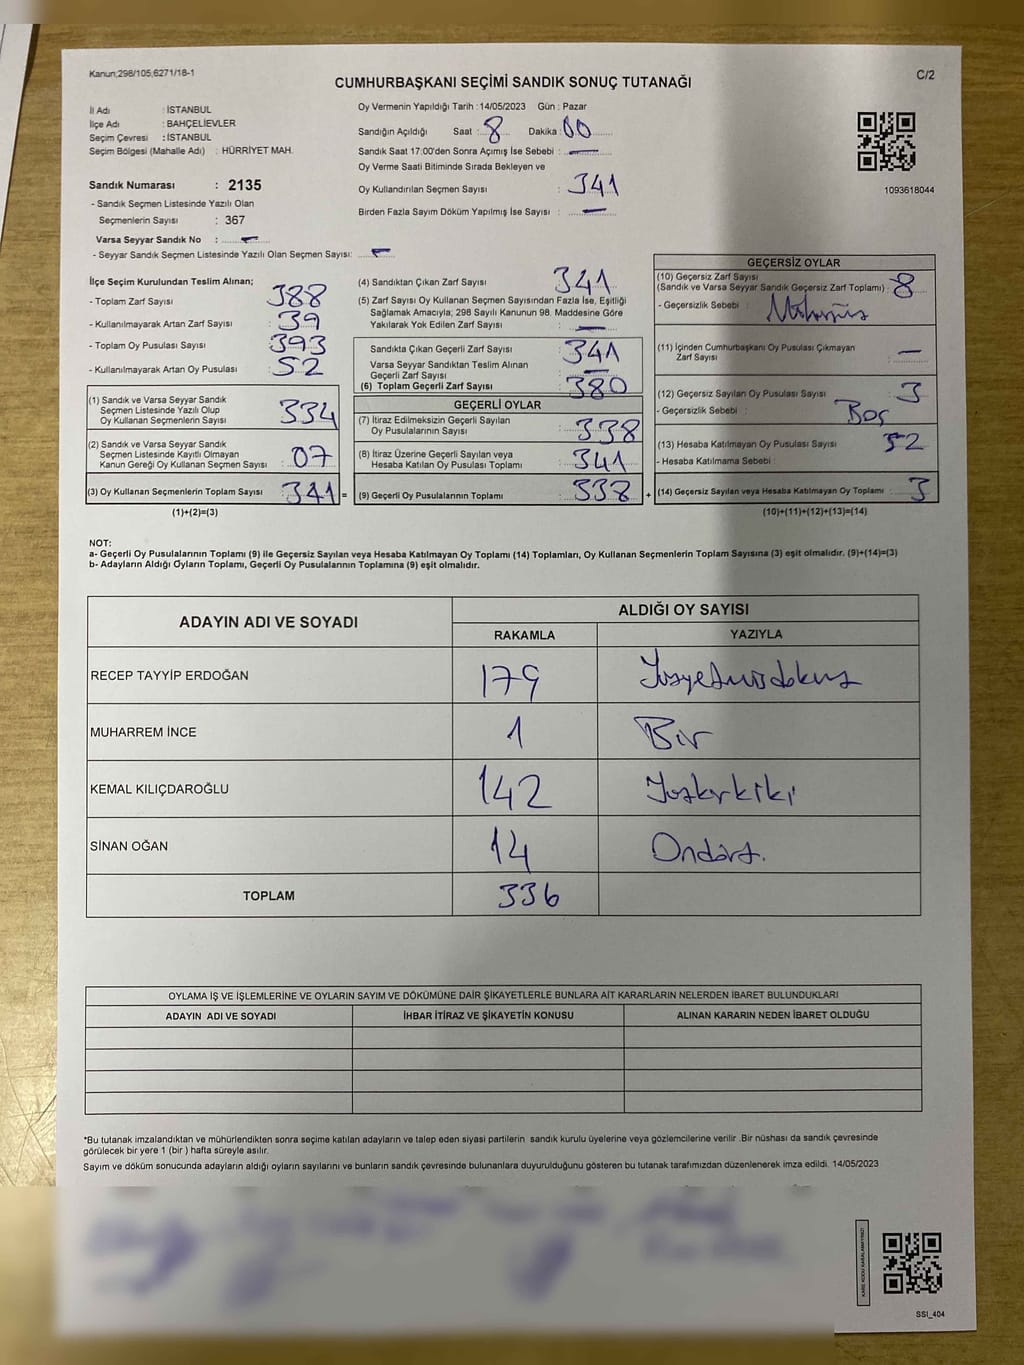 Kanun;298/105,6271/18-1
C/2
CUMHURBAŞKANI SEÇİMİ SANDIK SONUÇ TUTANAĞI
İl Adı : İSTANBUL
İlçe Adı : BAHÇELİEVLER
Seçim Çevresi : İSTANBUL
Seçim Bölgesi (Mahalle Adı) : HÜRRİYET MAH.
Sandık Numarası : 2135
- Sandık Seçmen Listesinde Yazılı Olan
Seçmenlerin Sayısı : 367
Varsa Seyyar Sandık No : —
- Seyyar Sandık Seçmen Listesinde Yazılı Olan Seçmen Sayısı: —
Oy Vermenin Yapıldığı Tarih :14/05/2023 Gün : Pazar
Sandığın Açıldığı Saat : 8 Dakika : 00
Sandık Saat 17:00'den Sonra Açımış İse Sebebi : —
Oy Verme Saati Bitiminde Sırada Bekleyen ve
Oy Kullandırılan Seçmen Sayısı : 341
Birden Fazla Sayım Döküm Yapılmış İse Sayısı : —
1093618044
İlçe Seçim Kurulundan Teslim Alınan;
- Toplam Zarf Sayısı : 388
- Kullanılmayarak Artan Zarf Sayısı : 39
- Toplam Oy Pusulası Sayısı : 393
- Kullanılmayarak Artan Oy Pusulası : 52
(1) Sandık ve Varsa Seyyar Sandık
Seçmen Listesinde Yazılı Olup
Oy Kullanan Seçmenlerin Sayısı : 334
(2) Sandık ve Varsa Seyyar Sandık
Seçmen Listesinde Kayıtlı Olmayan
Kanun Gereği Oy Kullanan Seçmen Sayısı : 07
(3) Oy Kullanan Seçmenlerin Toplam Sayısı : 341 =
(1)+(2)=(3)
(4) Sandıktan Çıkan Zarf Sayısı : 341
(5) Zarf Sayısı Oy Kullanan Seçmen Sayısından Fazla İse, Eşitliği
Sağlamak Amacıyla; 298 Sayılı Kanunun 98. Maddesine Göre
Yakılarak Yok Edilen Zarf Sayısı : —
Sandıkta Çıkan Geçerli Zarf Sayısı : 341
Varsa Seyyar Sandıktan Teslim Alınan
Geçerli Zarf Sayısı : —
(6) Toplam Geçerli Zarf Sayısı : 380
GEÇERLİ OYLAR
(7) İtiraz Edilmeksizin Geçerli Sayılan
Oy Pusulalarının Sayısı : 338
(8) İtiraz Üzerine Geçerli Sayılan veya
Hesaba Katılan Oy Pusulası Toplamı : 341
(9) Geçerli Oy Pusulalarının Toplamı : 338 +
GEÇERSİZ OYLAR
(10) Geçersiz Zarf Sayısı
(Sandık ve Varsa Seyyar Sandık Geçersiz Zarf Toplamı) : 8
- Geçersizlik Sebebi :
(11) İçinden Cumhurbaşkanı Oy Pusulası Çıkmayan
Zarf Sayısı : —
(12) Geçersiz Sayılan Oy Pusulası Sayısı : 3
- Geçersizlik Sebebi : Boş
(13) Hesaba Katılmayan Oy Pusulası Sayısı : 52
- Hesaba Katılmama Sebebi :
(14) Geçersiz Sayılan veya Hesaba Katılmayan Oy Toplamı : 3
(10)+(11)+(12)+(13)=(14)
NOT:
a- Geçerli Oy Pusulalarının Toplamı (9) ile Geçersiz Sayılan veya Hesaba Katılmayan Oy Toplamı (14) Toplamları, Oy Kullanan Seçmenlerin Toplam Sayısına (3) eşit olmalıdır. (9)+(14)=(3)
b- Adayların Aldığı Oyların Toplamı, Geçerli Oy Pusulalarının Toplamına (9) eşit olmalıdır.
ADAYIN ADI VE SOYADI ALDIĞI OY SAYISI
RAKAMLA YAZIYLA
RECEP TAYYİP ERDOĞAN 179 Yüzyetmişdokuz
MUHARREM İNCE 1 Bir
KEMAL KILIÇDAROĞLU 142 Yüzkırkiki
SİNAN OĞAN 14 Ondört.
TOPLAM 336
OYLAMA İŞ VE İŞLEMLERİNE VE OYLARIN SAYIM VE DÖKÜMÜNE DAİR ŞİKAYETLERLE BUNLARA AİT KARARLARIN NELERDEN İBARET BULUNDUKLARI
ADAYIN ADI VE SOYADI İHBAR İTİRAZ VE ŞİKAYETİN KONUSU ALINAN KARARIN NEDEN İBARET OLDUĞU
*Bu tutanak imzalandıktan ve mühürlendikten sonra seçime katılan adayların ve talep eden siyasi partilerin sandık kurulu üyelerine veya gözlemcilerine verilir .Bir nüshası da sandık çevresinde
görülecek bir yere 1 (bir ) hafta süreyle asılır.
Sayım ve döküm sonucunda adayların aldığı oyların sayılarını ve bunların sandık çevresinde bulunanlara duyurulduğunu gösteren bu tutanak tarafımızdan düzenlenerek imza edildi. 14/05/2023
KARE KODU KARALAMAYINIZ!
SSI_404